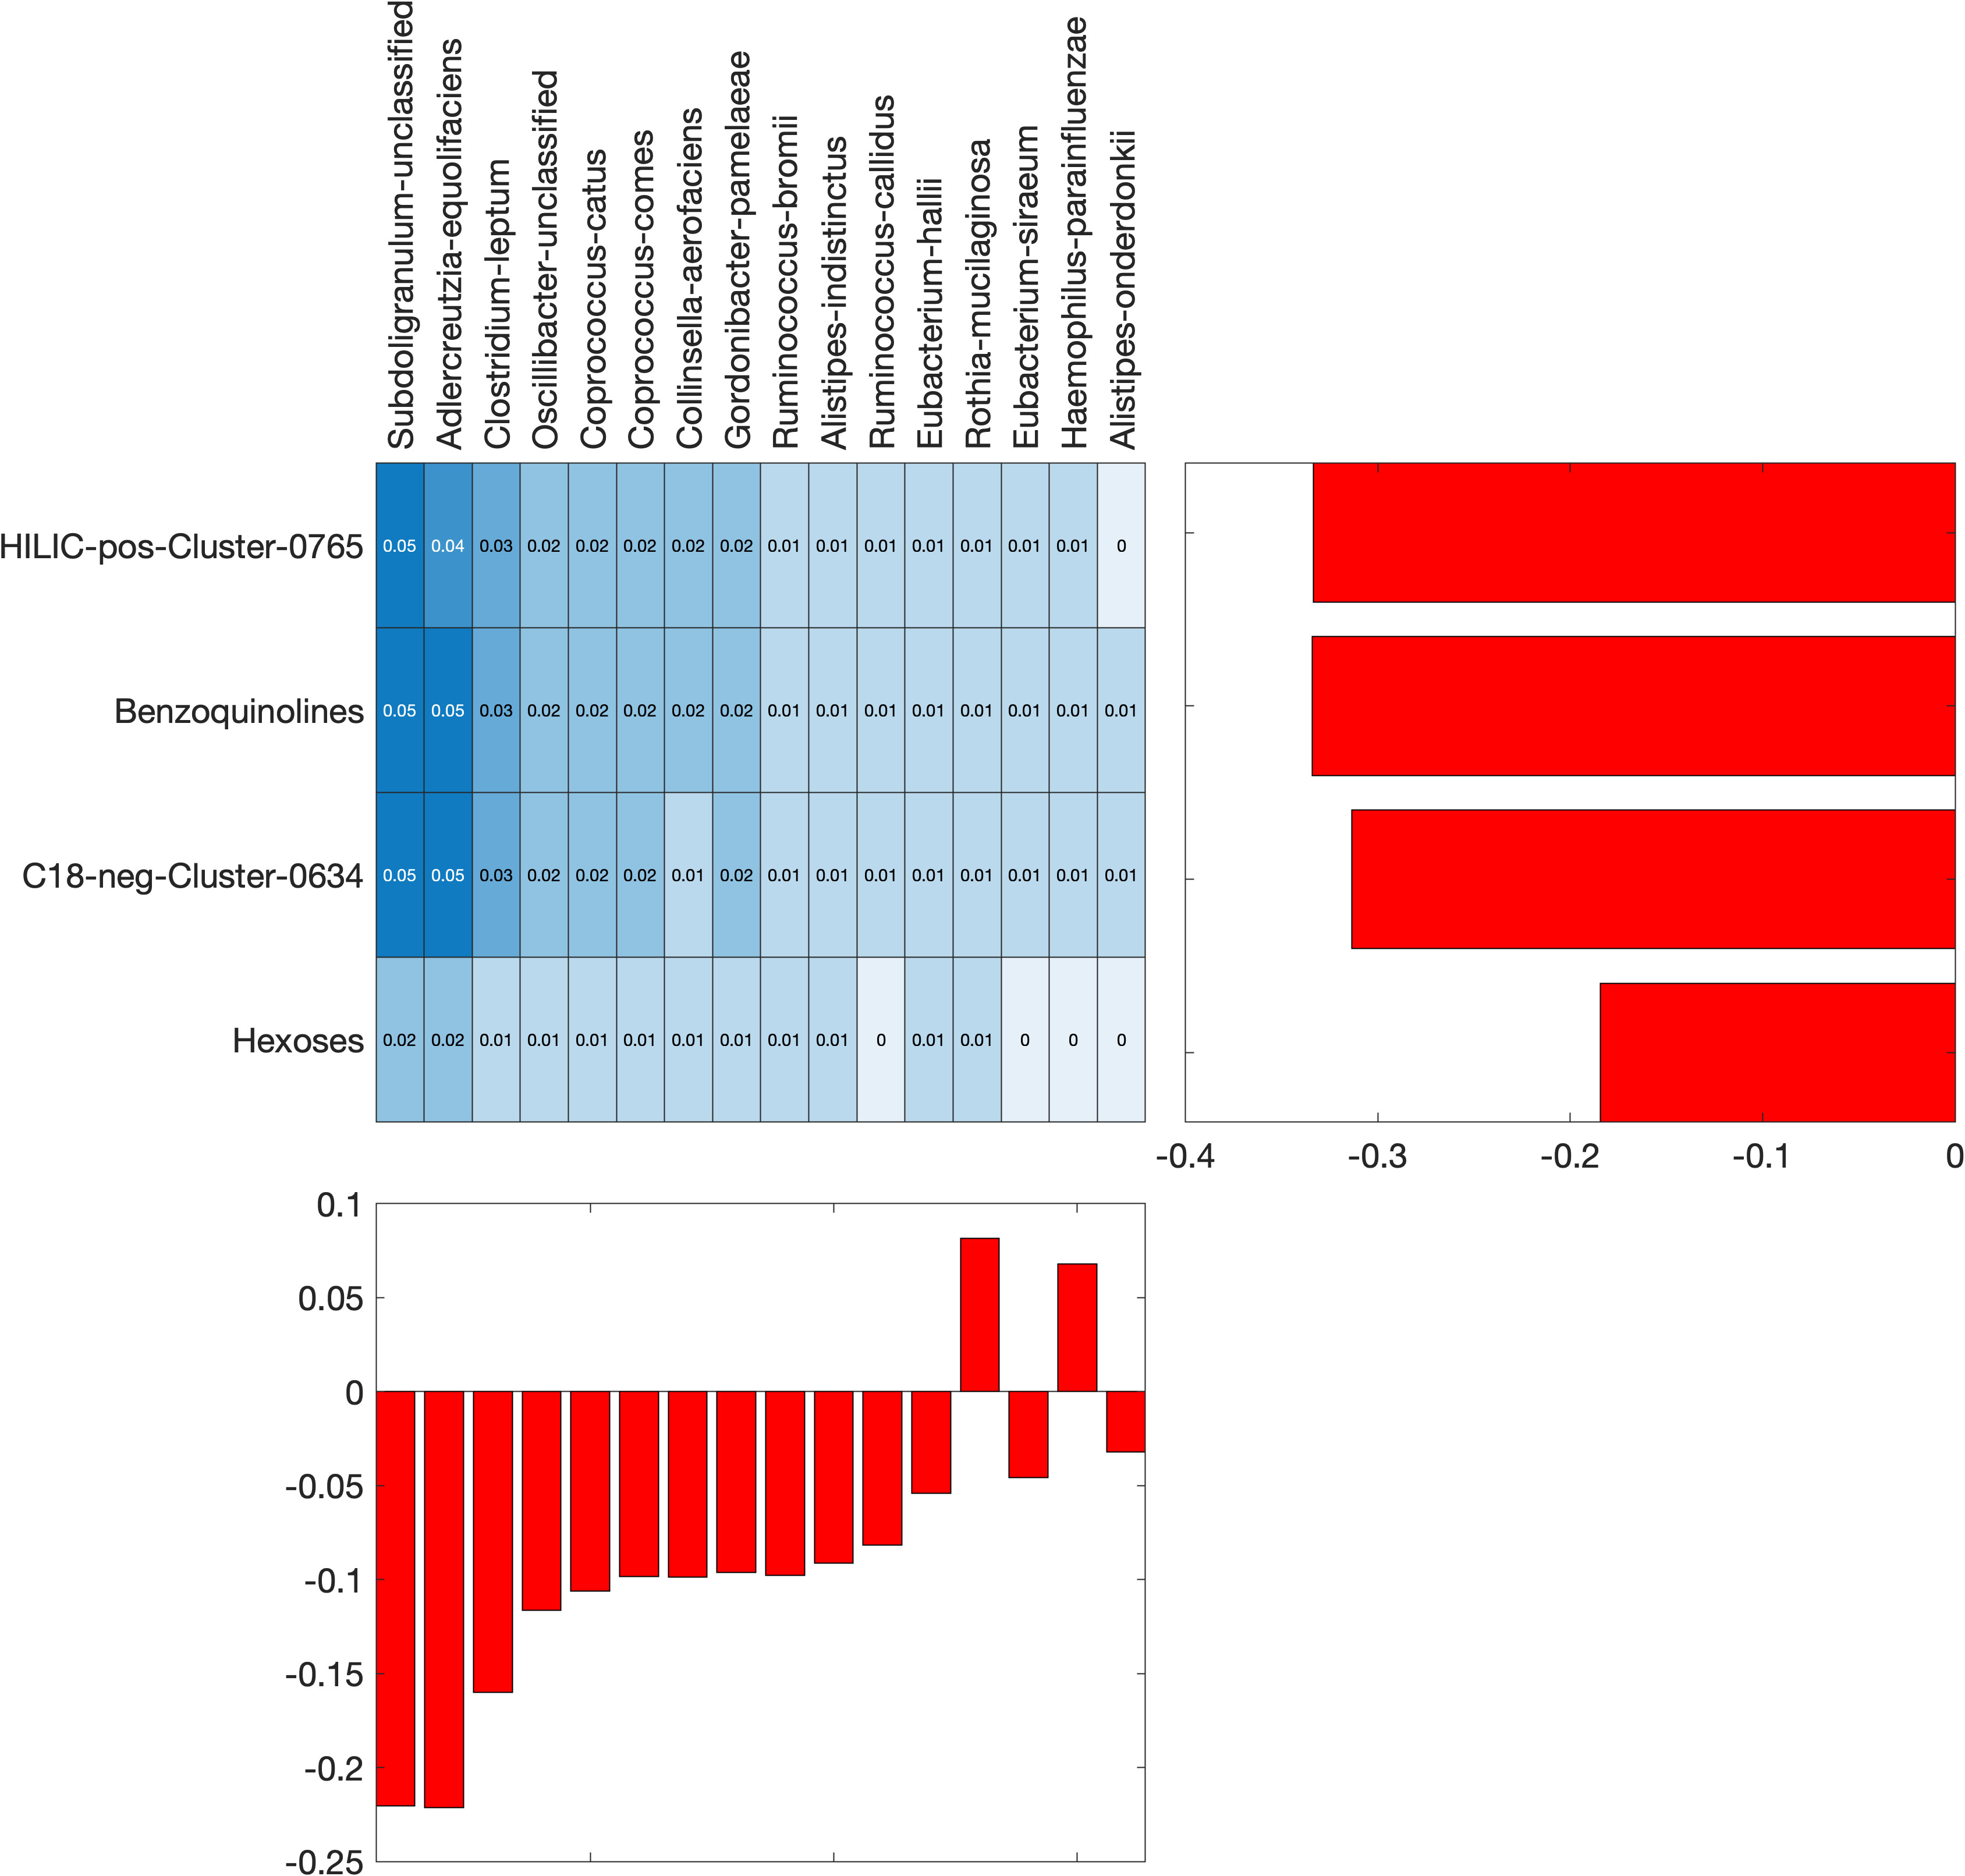 Subdoligranulum-unclassified
Adlercreutzia-equolifaciens
Clostridium-leptum
Oscillibacter-unclassified
Coprococcus-catus
Coprococcus-comes
Collinsella-aerofaciens
Gordonibacter-pamelaeae
Ruminococcus-bromii
Alistipes-indistinctus
Ruminococcus-callidus
Eubacterium-hallii
Rothia-mucilaginosa
Eubacterium-siraeum
Haemophilus-parainfluenzae
Alistipes-onderdonkii
HILIC-pos-Cluster-0765 0.05 0.04 0.03 0.02 0.02 0.02 0.02 0.02 0.01 0.01 0.01 0.01 0.01 0.01 0.01 0
Benzoquinolines 0.05 0.05 0.03 0.02 0.02 0.02 0.02 0.02 0.01 0.01 0.01 0.01 0.01 0.01 0.01 0.01
C18-neg-Cluster-0634 0.05 0.05 0.03 0.02 0.02 0.02 0.01 0.02 0.01 0.01 0.01 0.01 0.01 0.01 0.01 0.01
Hexoses 0.02 0.02 0.01 0.01 0.01 0.01 0.01 0.01 0.01 0.01 0 0.01 0.01 0 0 0
-0.4 -0.3 -0.2 -0.1 0
0.1
0.05
0
-0.05
-0.1
-0.15
-0.2
-0.25